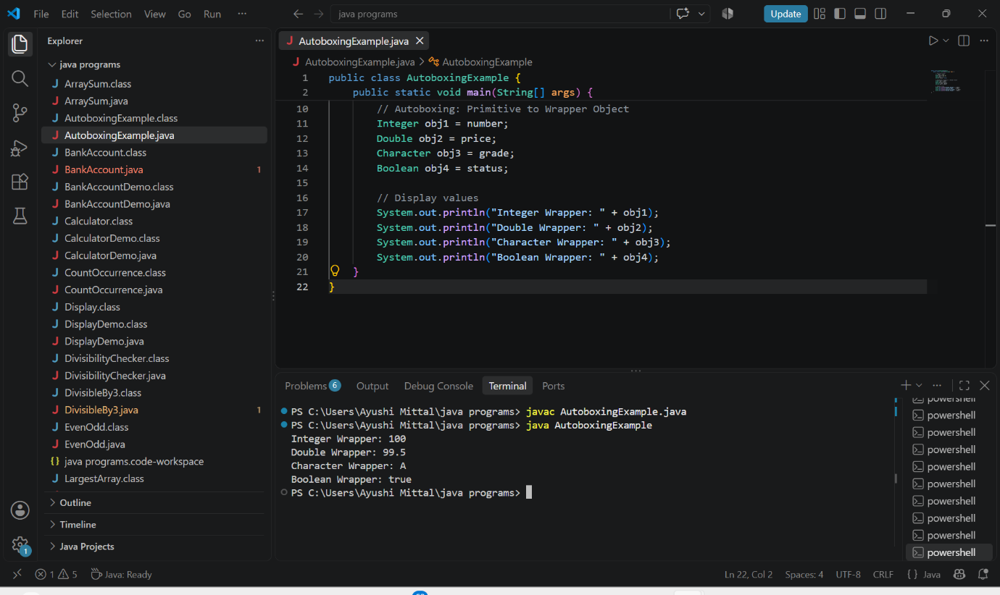 File Edit Selection View Go Run ···
java programs
Update
Explorer
java programs
ArraySum.class
ArraySum.java
AutoboxingExample.class
AutoboxingExample.java
BankAccount.class
BankAccount.java 1
BankAccountDemo.class
BankAccountDemo.java
Calculator.class
CalculatorDemo.class
CalculatorDemo.java
CountOccurrence.class
CountOccurrence.java
Display.class
DisplayDemo.class
DisplayDemo.java
DivisibilityChecker.class
DivisibilityChecker.java
DivisibleBy3.class
DivisibleBy3.java 1
EvenOdd.class
EvenOdd.java
java programs.code-workspace
LargestArray.class
Outline
Timeline
Java Projects
1
AutoboxingExample.java
AutoboxingExample.java > AutoboxingExample
1 public class AutoboxingExample {
2 public static void main(String[] args) {
10 // Autoboxing: Primitive to Wrapper Object
11 Integer obj1 = number;
12 Double obj2 = price;
13 Character obj3 = grade;
14 Boolean obj4 = status;
15
16 // Display values
17 System.out.println("Integer Wrapper: " + obj1);
18 System.out.println("Double Wrapper: " + obj2);
19 System.out.println("Character Wrapper: " + obj3);
20 System.out.println("Boolean Wrapper: " + obj4);
21 }
22 }
Problems 6 Output Debug Console Terminal Ports
PS C:\Users\Ayushi Mittal\java programs> javac AutoboxingExample.java
PS C:\Users\Ayushi Mittal\java programs> java AutoboxingExample
Integer Wrapper: 100
Double Wrapper: 99.5
Character Wrapper: A
Boolean Wrapper: true
PS C:\Users\Ayushi Mittal\java programs>
powershell
powershell
powershell
powershell
powershell
powershell
powershell
powershell
powershell
powershell
1 5 Java: Ready
Ln 22, Col 2 Spaces: 4 UTF-8 CRLF { } Java